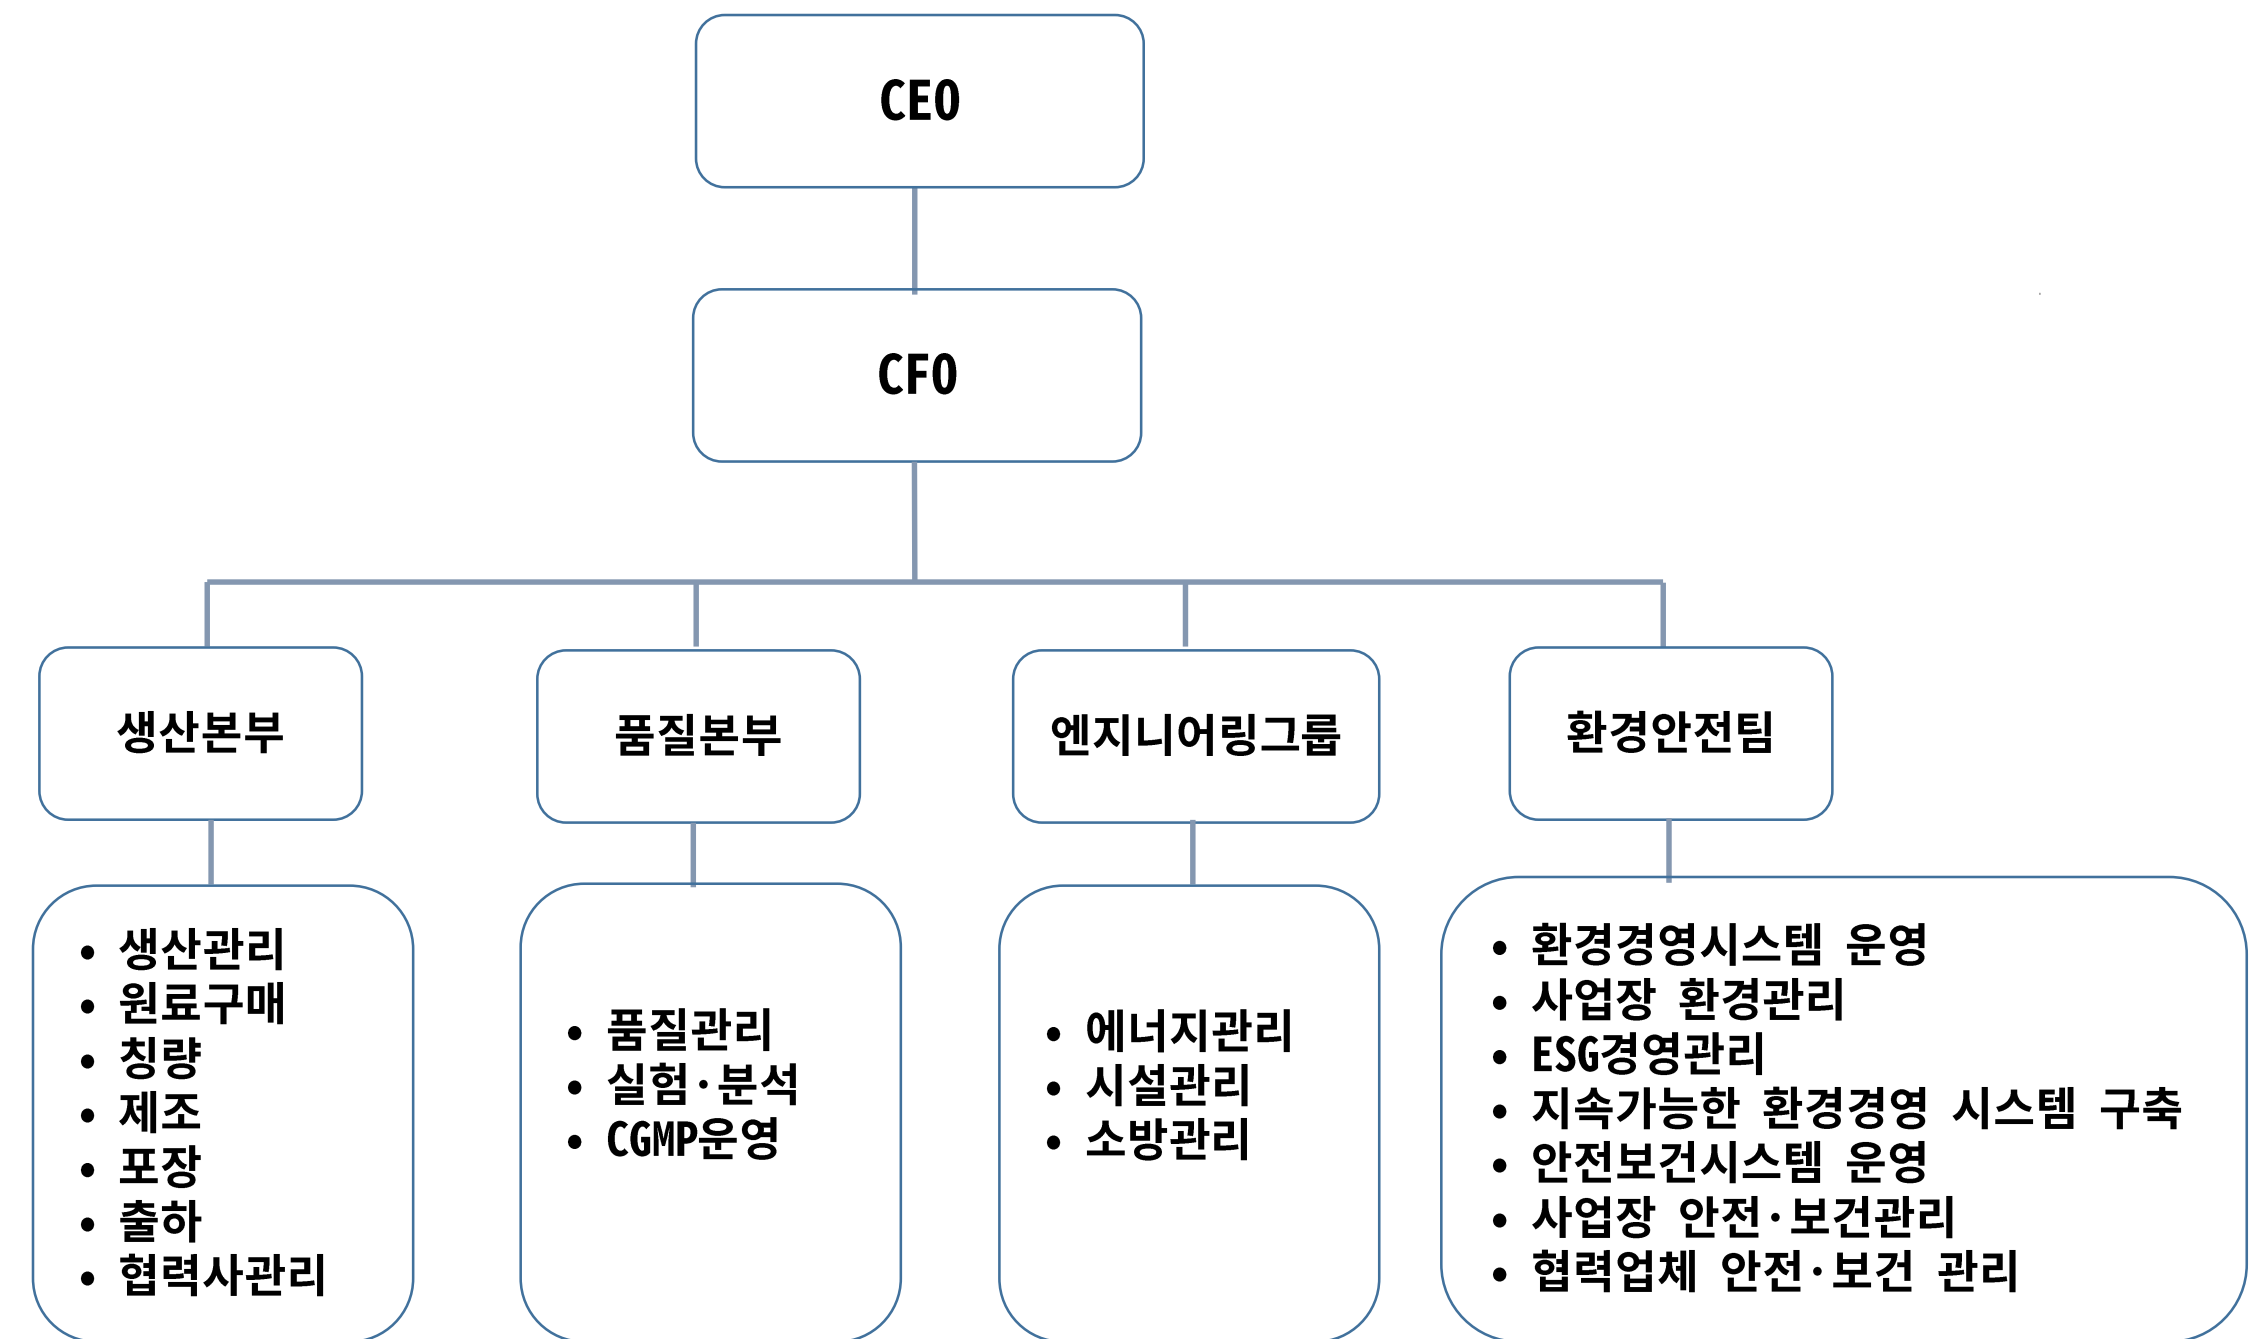 CEO
CFO
생산본부
품질본부
엔지니어링그룹
환경안전팀
• 생산관리
• 원료구매
• 칭량
• 제조
• 포장
• 출하
• 협력사관리
• 품질관리
• 실험·분석
• CGMP운영
• 에너지관리
• 시설관리
• 소방관리
• 환경경영시스템 운영
• 사업장 환경관리
• ESG경영관리
• 지속가능한 환경경영 시스템 구축
• 안전보건시스템 운영
• 사업장 안전·보건관리
• 협력업체 안전·보건 관리